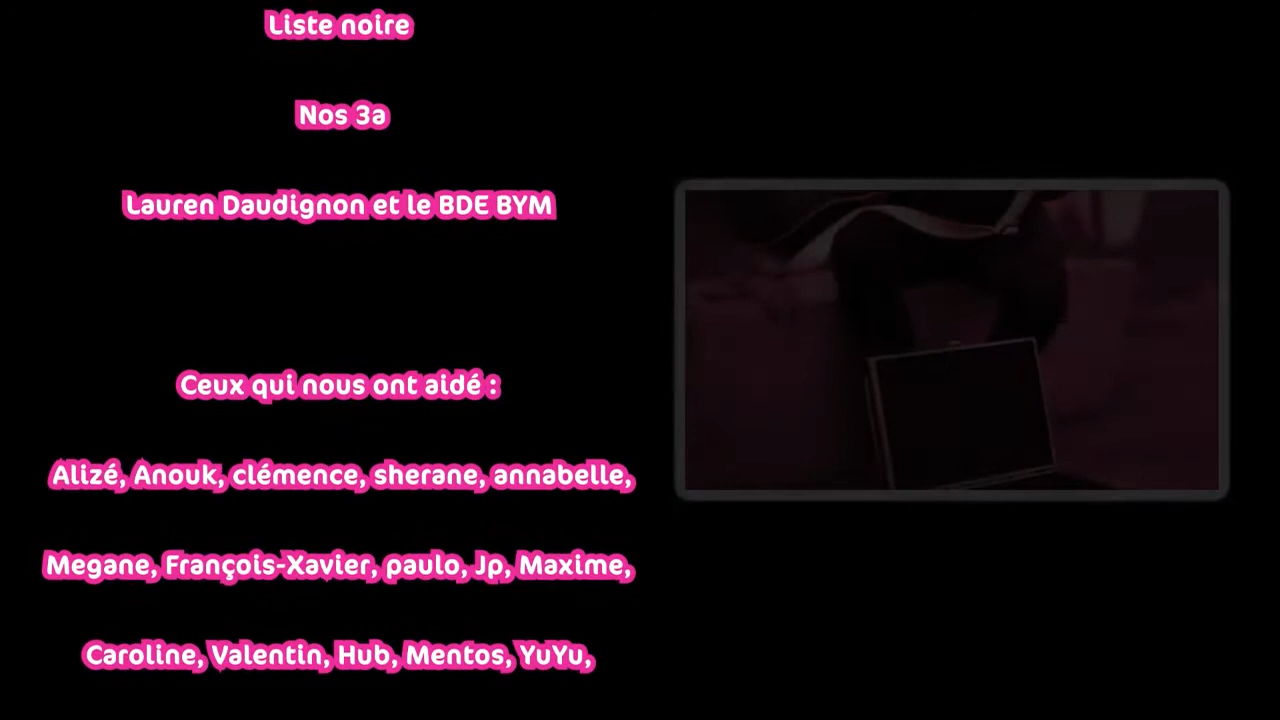 Liste noire
Nos 3a
Lauren Daudignon et le BDE BYM
Ceux qui nous ont aidé :
Alizé, Anouk, clémence, sherane, annabelle,
Megane, François-Xavier, paulo, Jp, Maxime,
Caroline, Valentin, Hub, Mentos, YuYu,